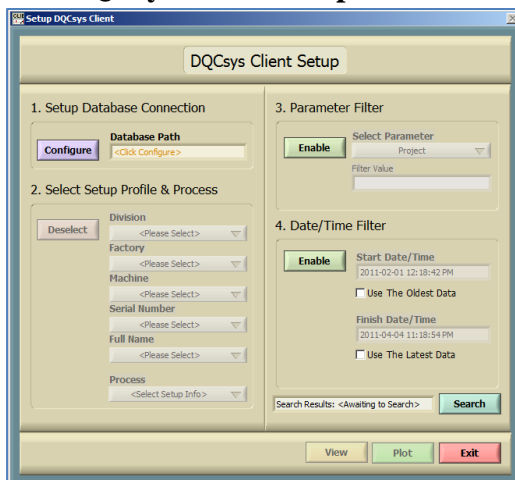 Setup DQCsys Client
DQCsys Client Setup
1. Setup Database Connection
Configure
Database Path
<Click Configure>
2. Select Setup Profile & Process
Deselect
Division
<Please Select>
Factory
<Please Select>
Machine
<Please Select>
Serial Number
<Please Select>
Full Name
<Please Select>
Process
<Select Setup Info>
3. Parameter Filter
Enable
Select Parameter
Project
Filter Value
4. Date/Time Filter
Enable
Start Date/Time
2011-02-01 12:18:42 PM
Use The Oldest Data
Finish Date/Time
2011-04-04 11:18:54 PM
Use The Latest Data
Search Results: <Awaiting to Search>
Search
View
Plot
Exit